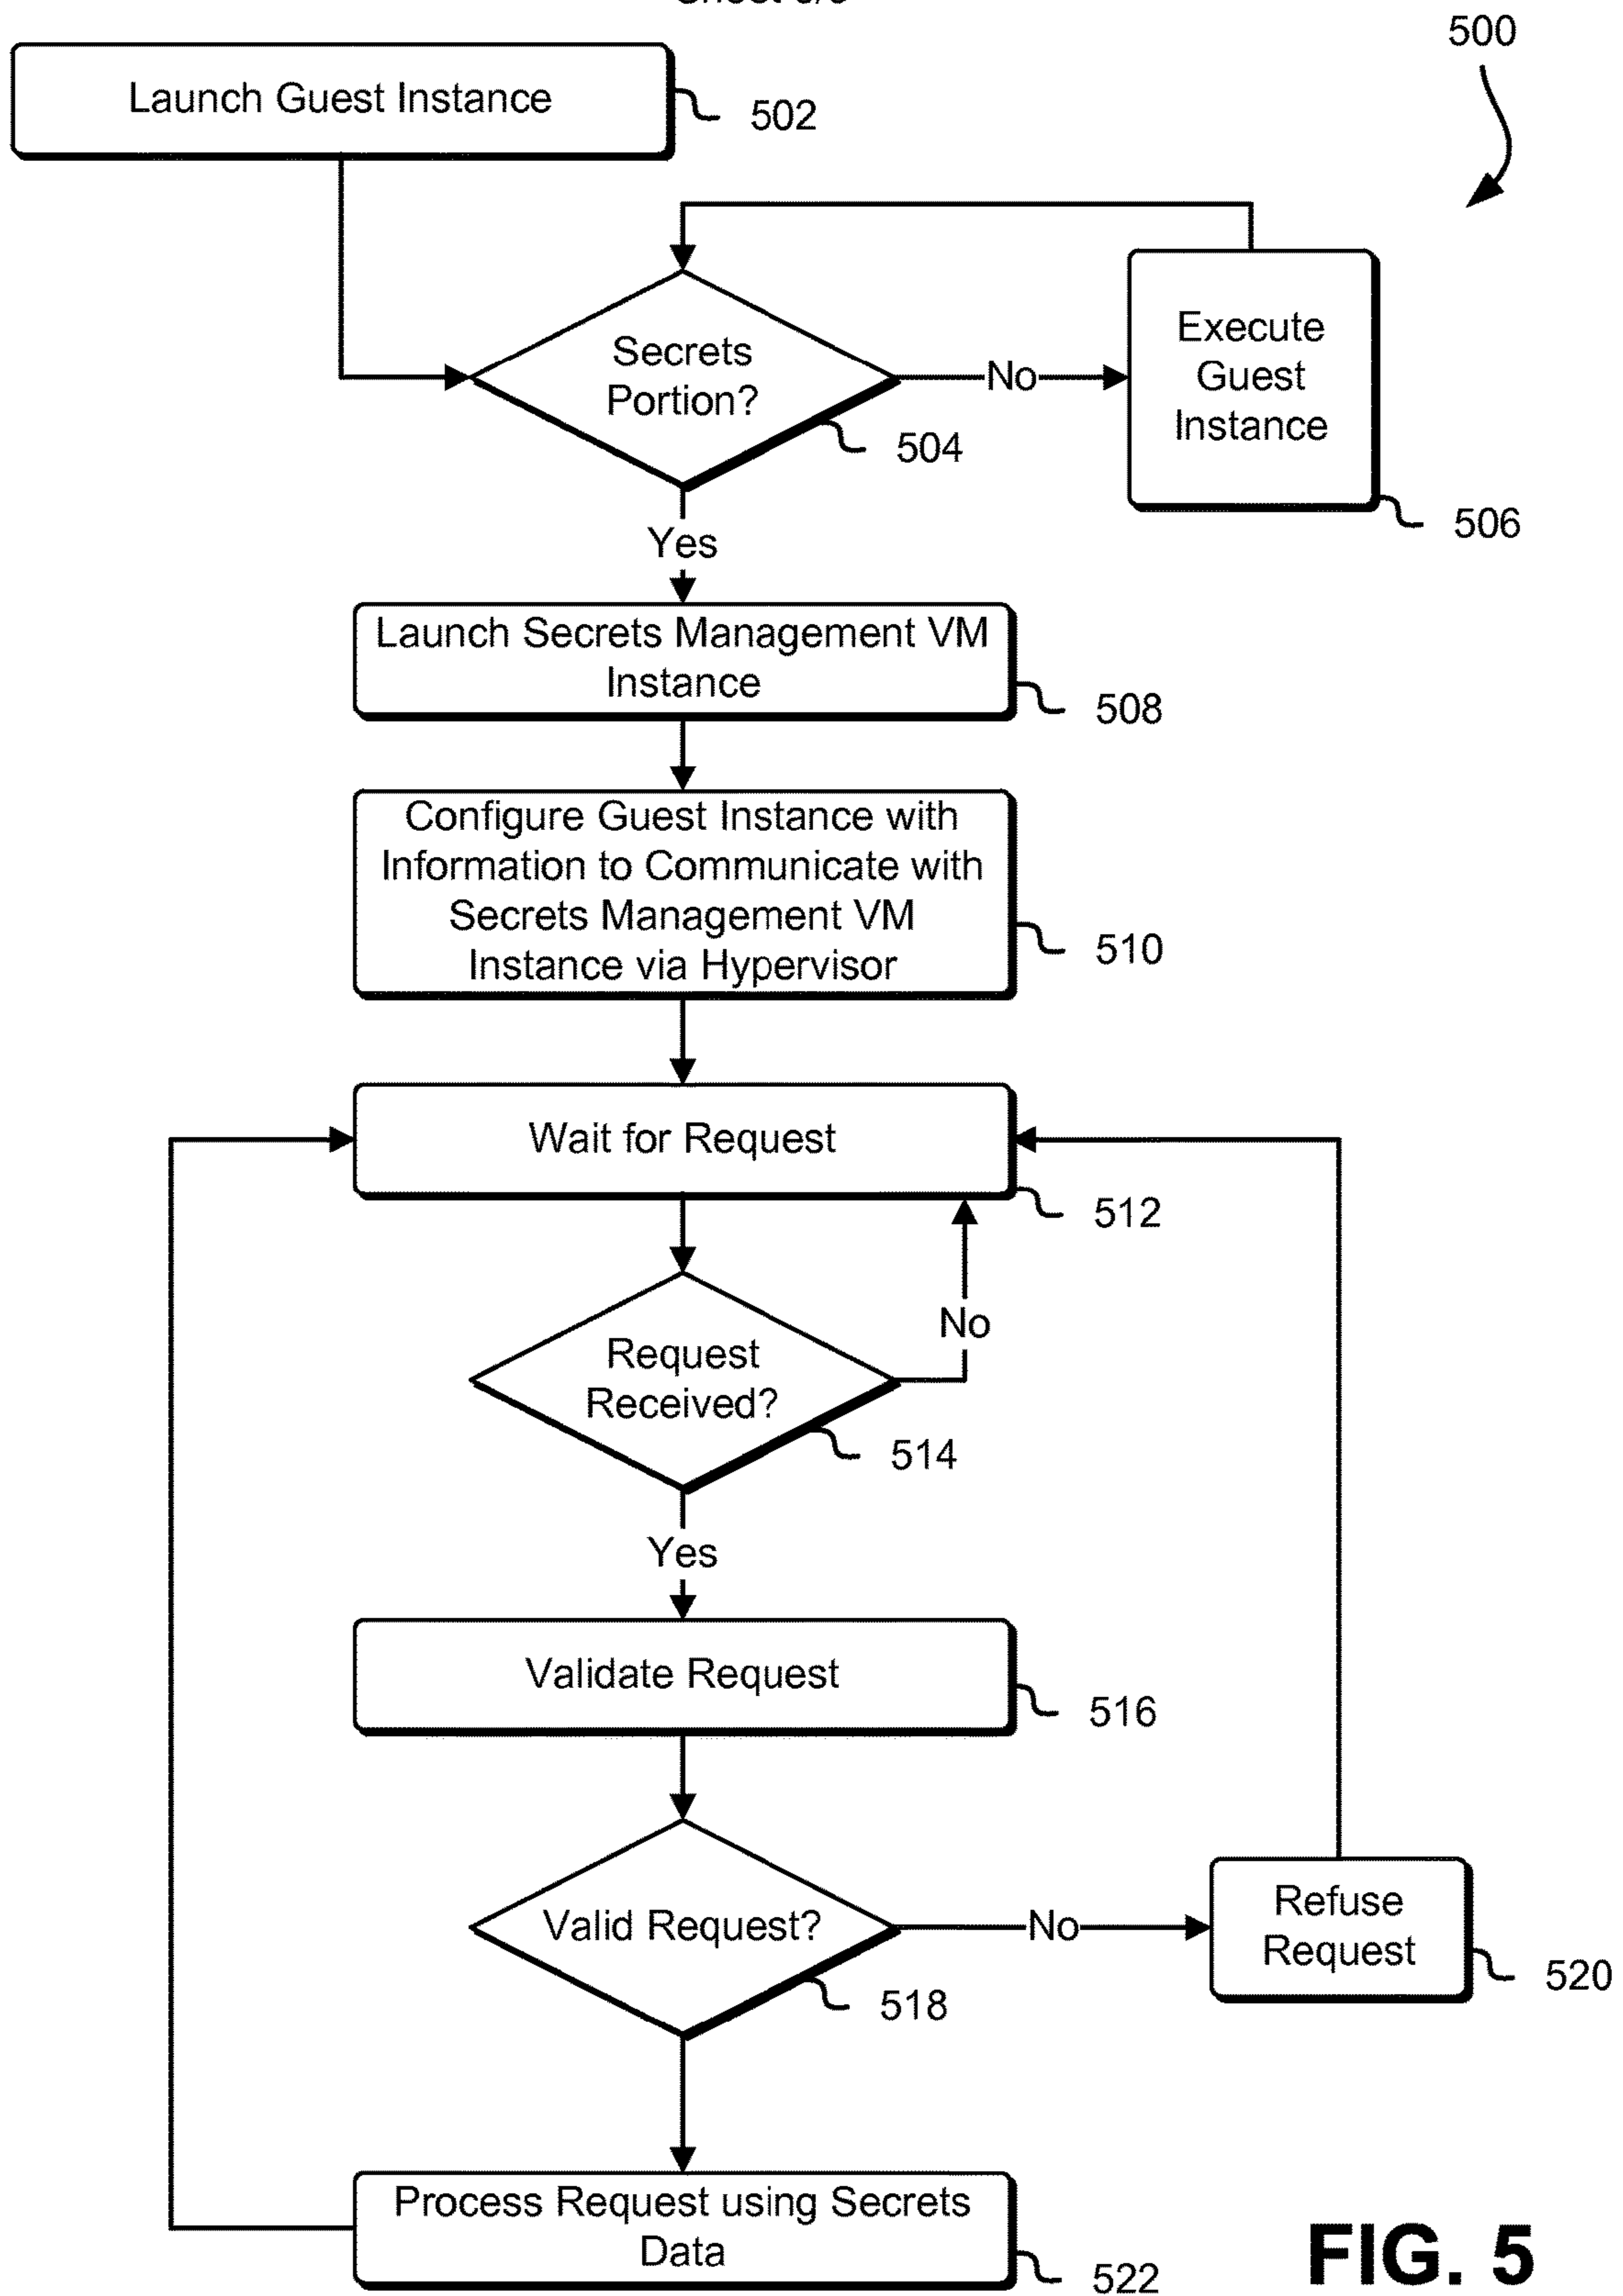 500
Launch Guest Instance
502
Secrets
Portion?
504
No
Execute
Guest
Instance
506
Yes
Launch Secrets Management VM
Instance
508
Configure Guest Instance with
Information to Communicate with
Secrets Management VM
Instance via Hypervisor
510
Wait for Request
512
Request
Received?
514
No
Yes
Validate Request
516
Valid Request?
518
No
Refuse
Request
520
Process Request using Secrets
Data
522
FIG. 5